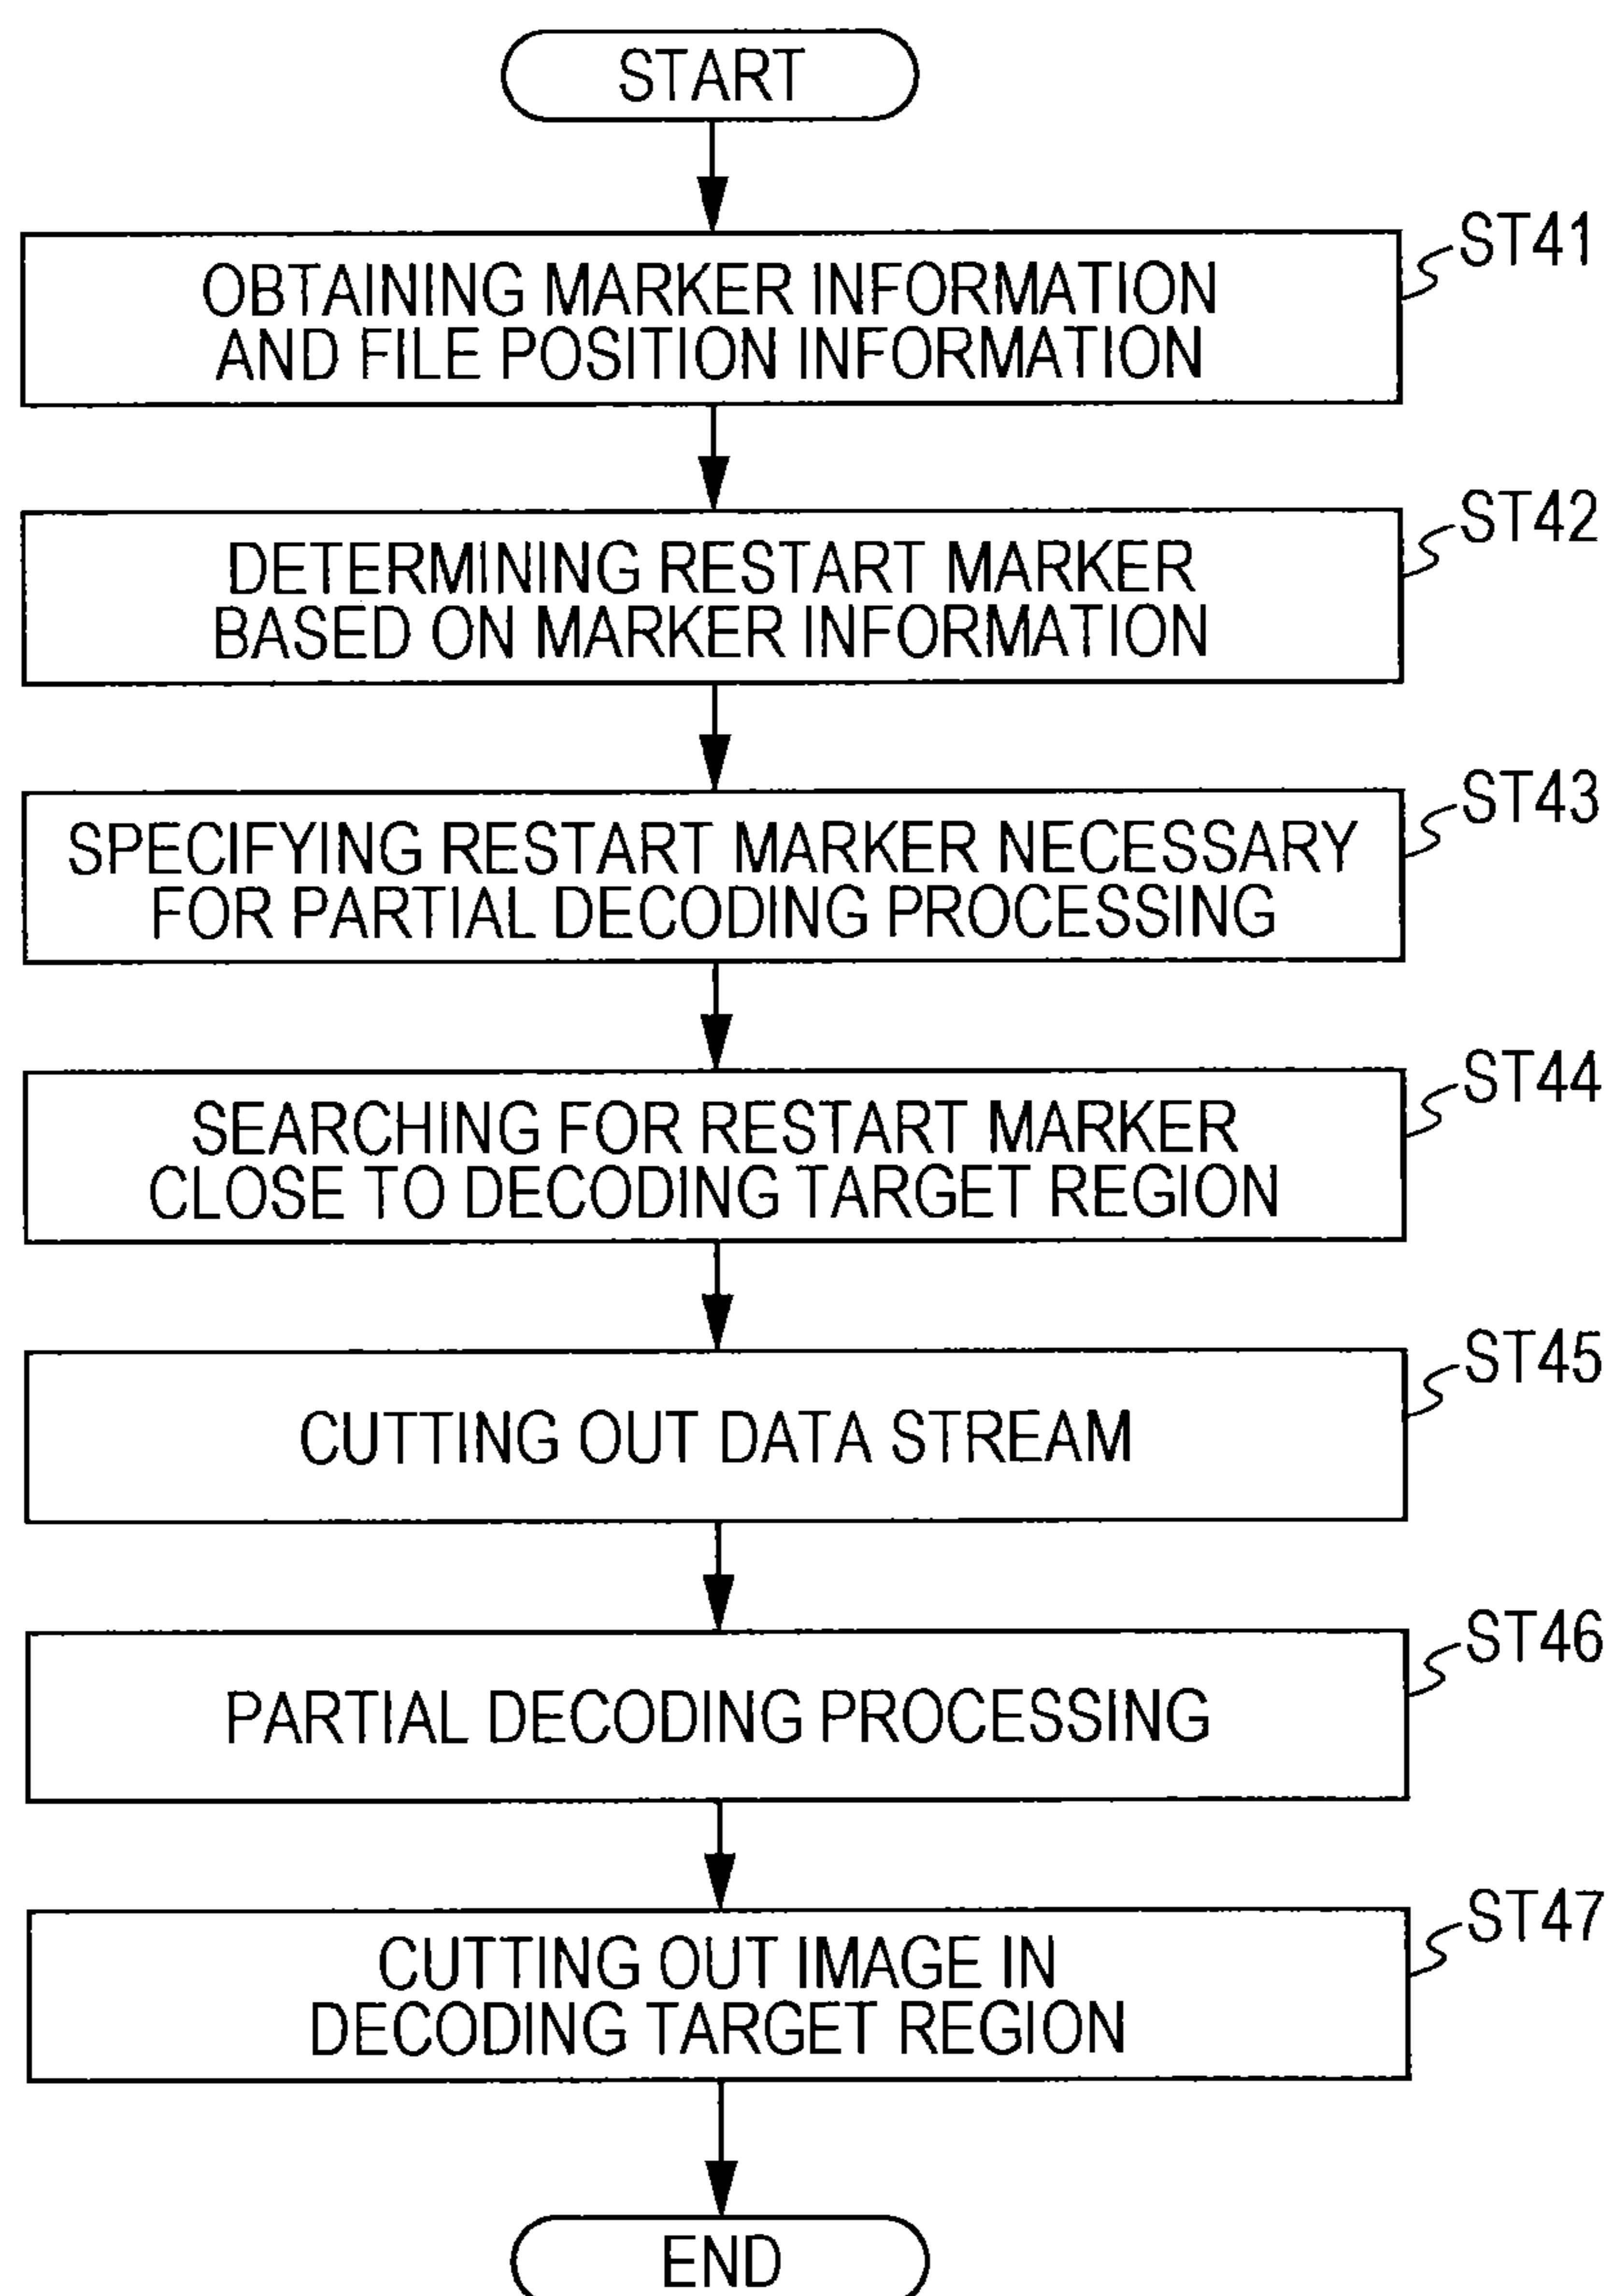 START
ST41
OBTAINING MARKER INFORMATION
AND FILE POSITION INFORMATION
ST42
DETERMINING RESTART MARKER
BASED ON MARKER INFORMATION
ST43
SPECIFYING RESTART MARKER NECESSARY
FOR PARTIAL DECODING PROCESSING
ST44
SEARCHING FOR RESTART MARKER
CLOSE TO DECODING TARGET REGION
ST45
CUTTING OUT DATA STREAM
ST46
PARTIAL DECODING PROCESSING
ST47
CUTTING OUT IMAGE IN
DECODING TARGET REGION
END